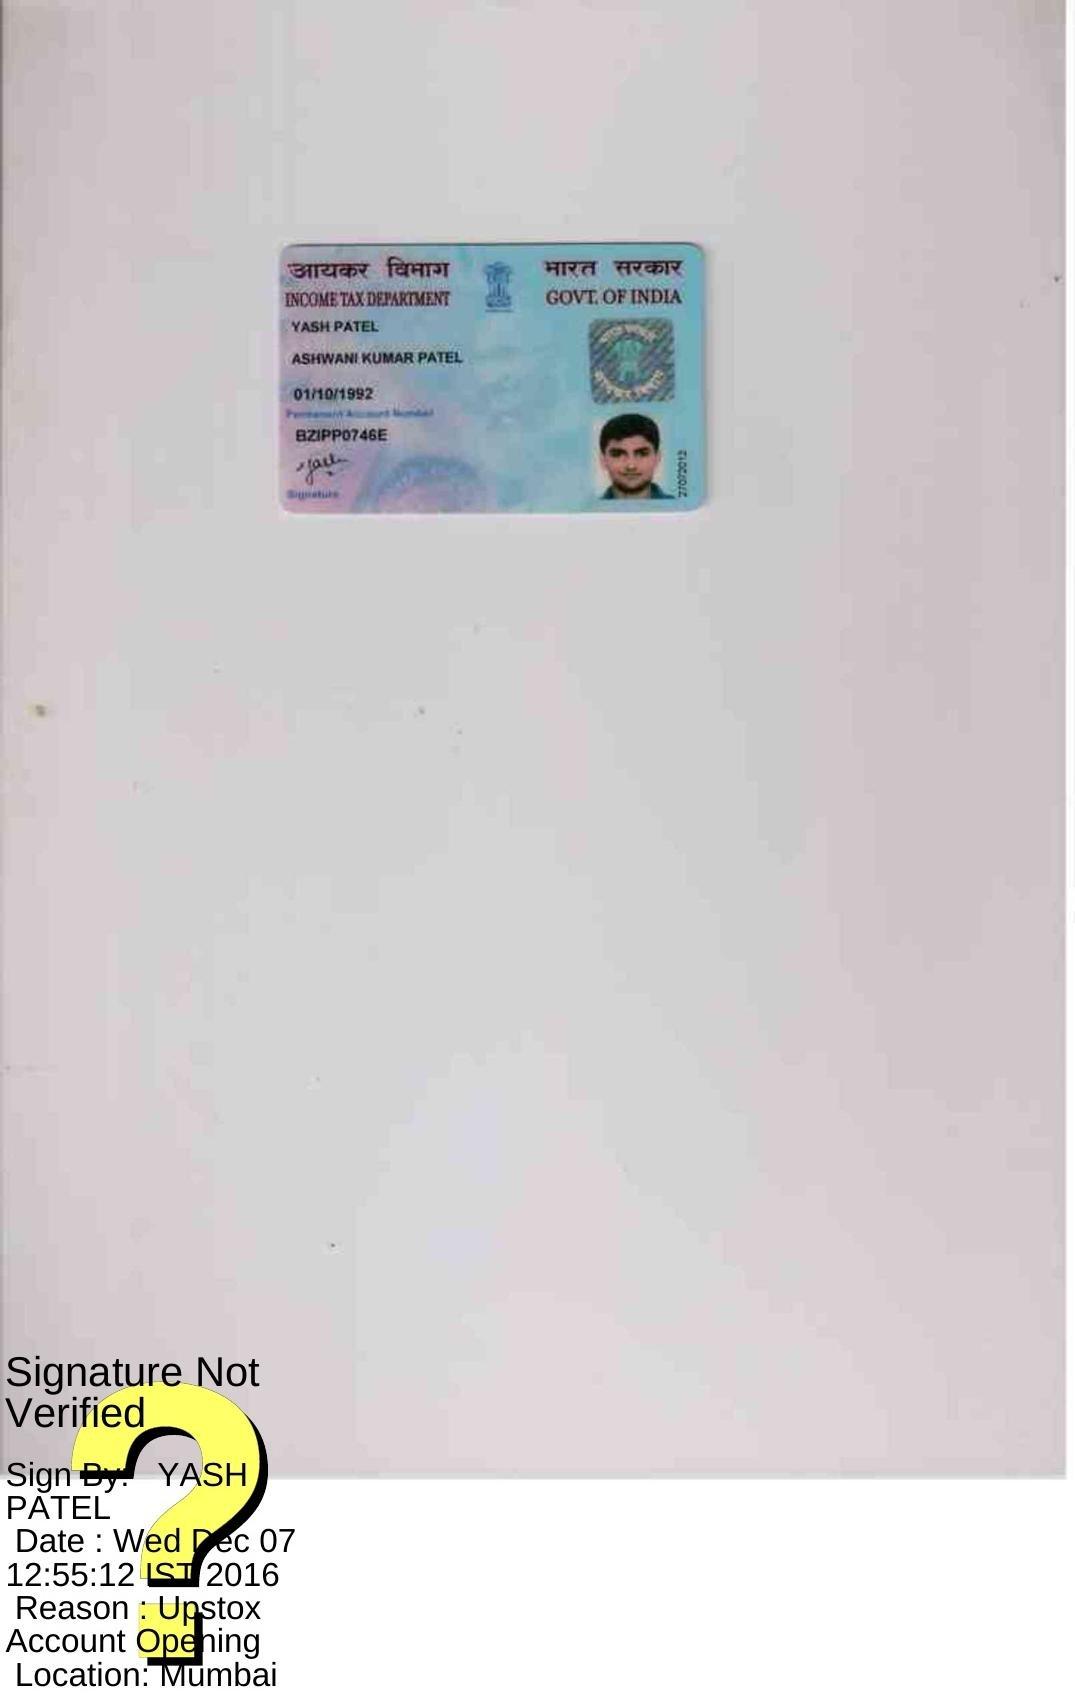 आयकर विभाग
INCOME TAX DEPARTMENT
भारत सरकार
GOVT. OF INDIA
YASH PATEL
ASHWANI KUMAR PATEL
01/10/1992
Permanent Account Number
BZIPP0746E
Signature
27072012
Signature Not
Verified
Sign By: YASH
PATEL
Date : Wed Dec 07
12:55:12 IST 2016
Reason : Upstox
Account Opening
Location: Mumbai